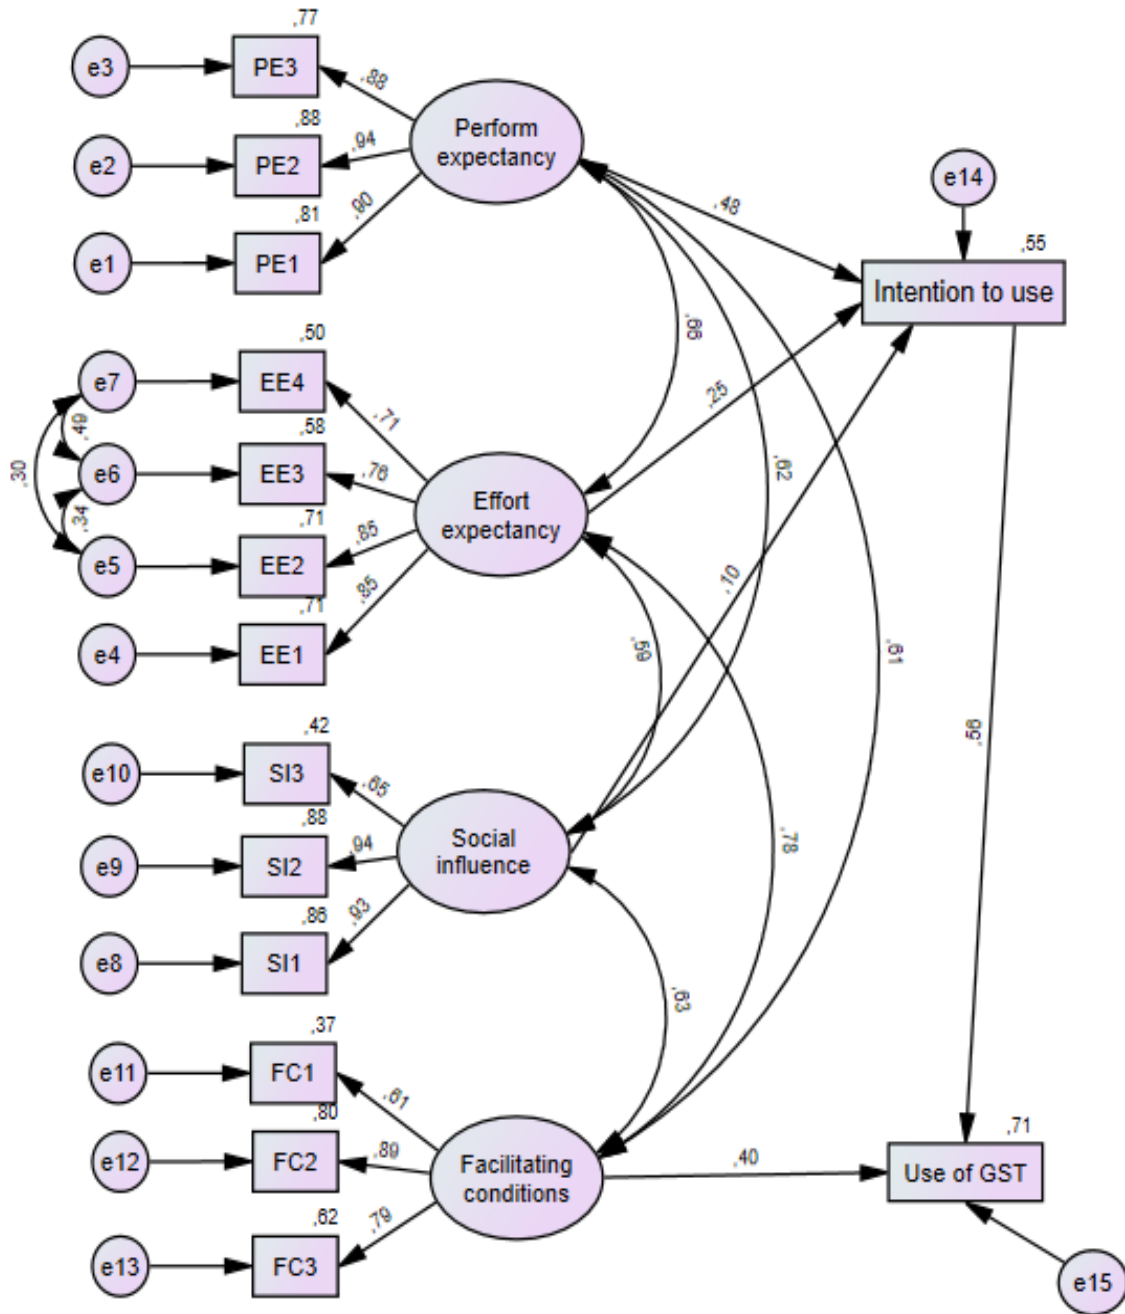 ,77
e3
PE3
,88
Perform
expectancy
,88
e2
PE2
,94
,81
e1
PE1
,90
e14
,48
,55
Intention to use
,66
,50
e7
EE4
,71
,25
,49
,58
e6
EE3
,76
,30
,34
Effort
expectancy
,62
,71
e5
EE2
,85
,71
e4
EE1
,85
,10
,59
,61
,42
e10
SI3
,65
,88
e9
SI2
,94
Social
influence
,78
,86
e8
SI1
,93
,63
,37
e11
FC1
,61
,80
e12
FC2
,89
Facilitating
conditions
,40
,71
Use of GST
,62
e13
FC3
,79
e15